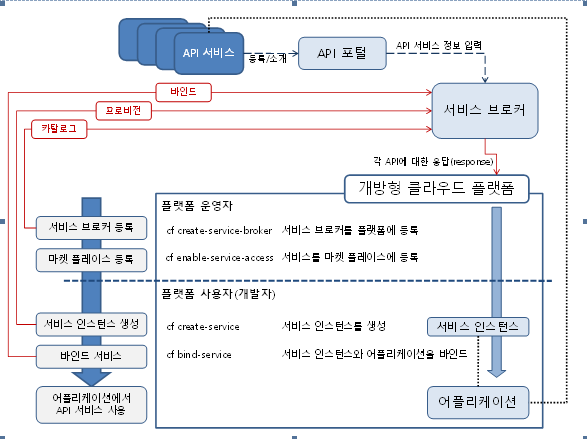 API 서비스
등록/소개
API 포털
API 서비스 정보 입력
바인드
프로비전
카탈로그
서비스 브로커
각 API에 대한 응답(response)
개방형 클라우드 플랫폼
플랫폼 운영자
서비스 브로커 등록
cf create-service-broker 서비스 브로커를 플랫폼에 등록
마켓 플레이스 등록
cf enable-service-access 서비스를 마켓 플레이스에 등록
플랫폼 사용자(개발자)
서비스 인스턴스 생성
cf create-service 서비스 인스턴스를 생성
서비스 인스턴스
바인드 서비스
cf bind-service 서비스 인스턴스와 어플리케이션을 바인드
어플리케이션에서
API 서비스 사용
어플리케이션